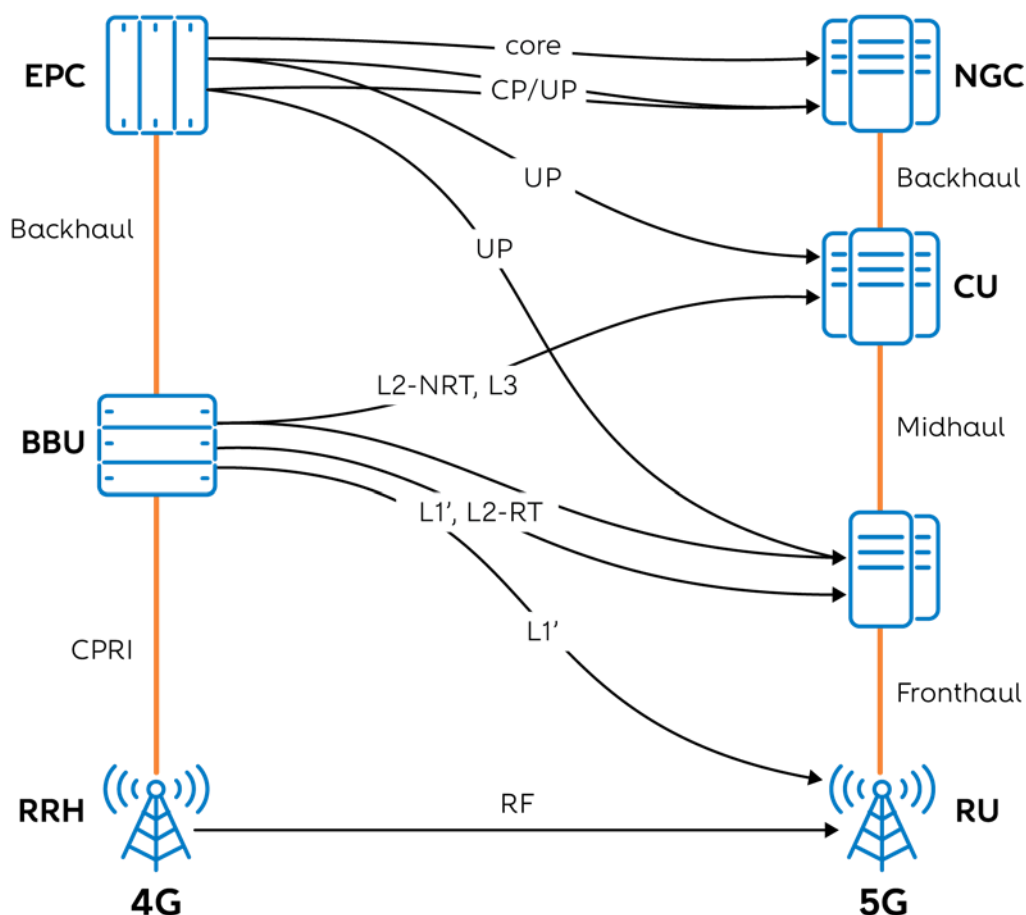 core
EPC
NGC
CP/UP
UP
Backhaul
Backhaul
UP
CU
L2-NRT, L3
Midhaul
BBU
L1’, L2-RT
L1’
CPRI
Fronthaul
RF
RRH
RU
4G
5G